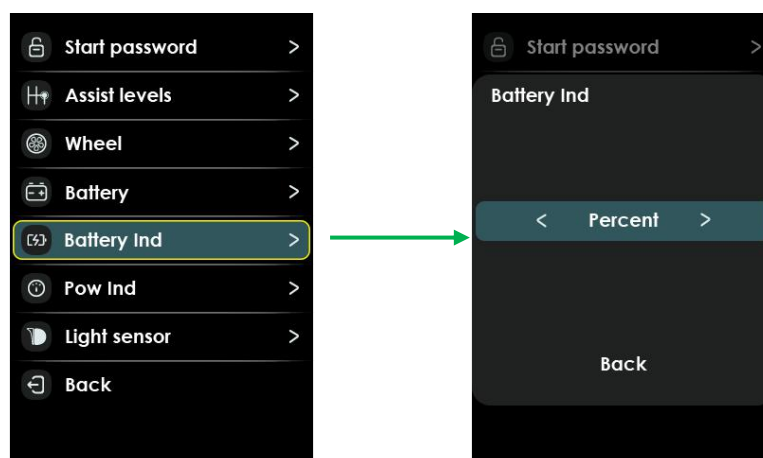 Start password >
Assist levels >
Wheel >
Battery >
Battery Ind >
Pow Ind >
Light sensor >
Back
Start password >
Battery Ind
< Percent >
Back